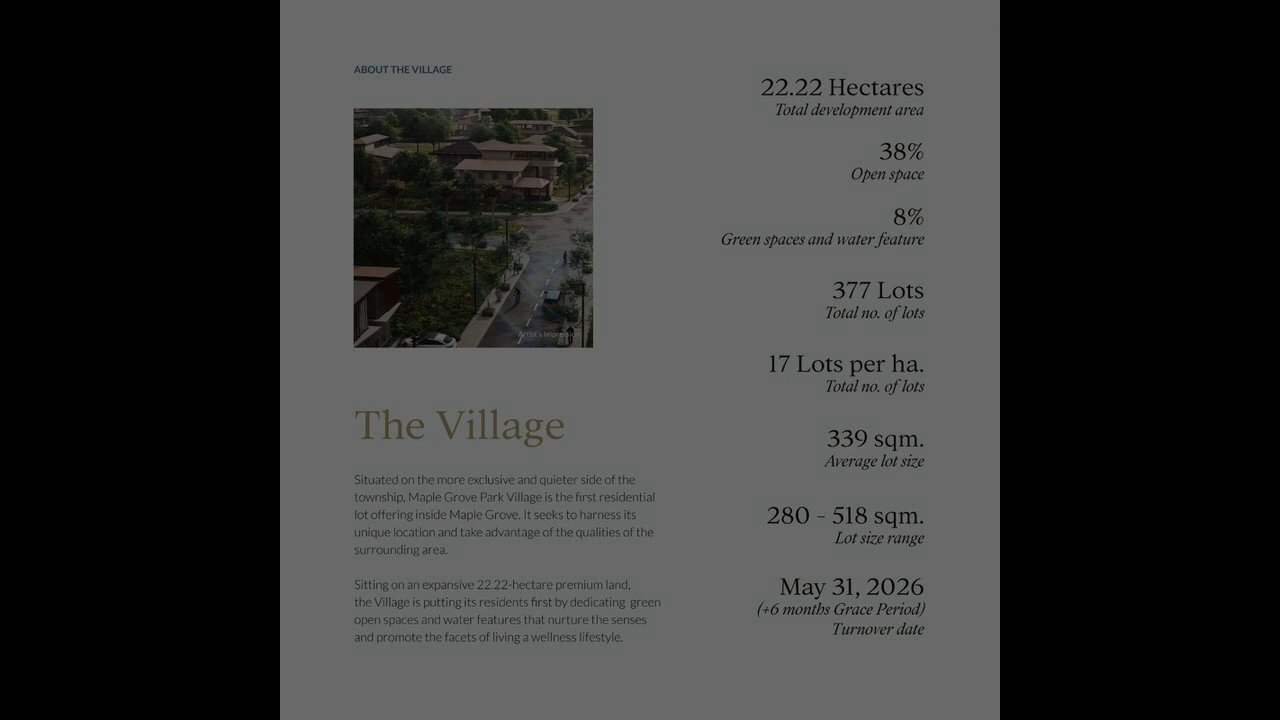 ABOUT THE VILLAGE
Artist's Impression
The Village
Situated on the more exclusive and quieter side of the
township, Maple Grove Park Village is the first residential
lot offering inside Maple Grove. It seeks to harness its
unique location and take advantage of the qualities of the
surrounding area.
Sitting on an expansive 22.22-hectare premium land,
the Village is putting its residents first by dedicating green
open spaces and water features that nurture the senses
and promote the facets of living a wellness lifestyle.
22.22 Hectares
Total development area
38%
Open space
8%
Green spaces and water feature
377 Lots
Total no. of lots
17 Lots per ha.
Total no. of lots
339 sqm.
Average lot size
280 - 518 sqm.
Lot size range
May 31, 2026
(+6 months Grace Period)
Turnover date